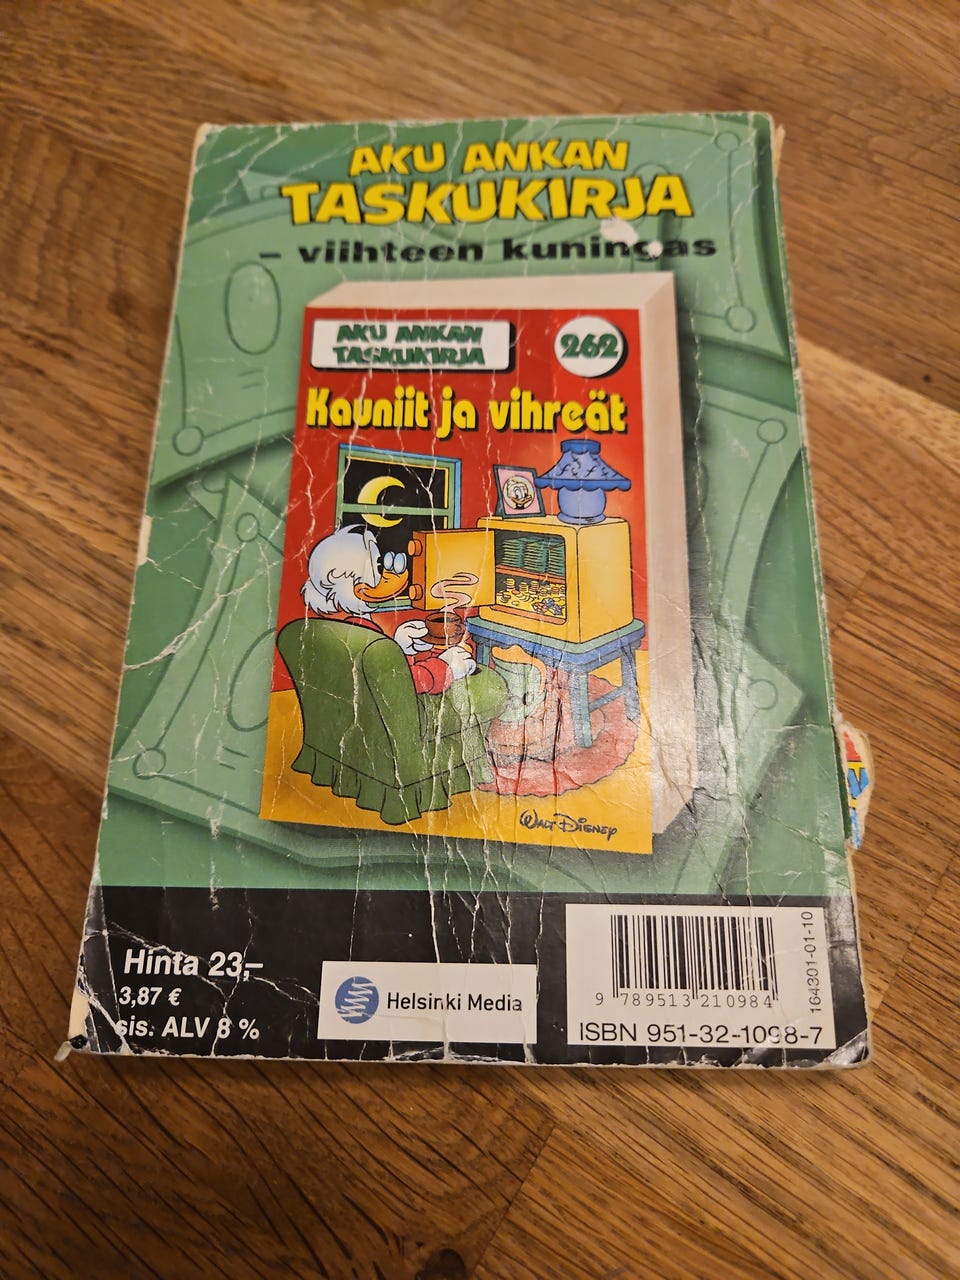 AKU ANKAN
TASKUKIRJA
– viihteen kuningas
AKU ANKAN
TASKUKIRJA
262
Kauniit ja vihreät
WALT DISNEY
Hinta 23,–
3,87 €
sis. ALV 8 %
Helsinki Media
9 789513 210984
ISBN 951-32-1098-7
164301-01-10